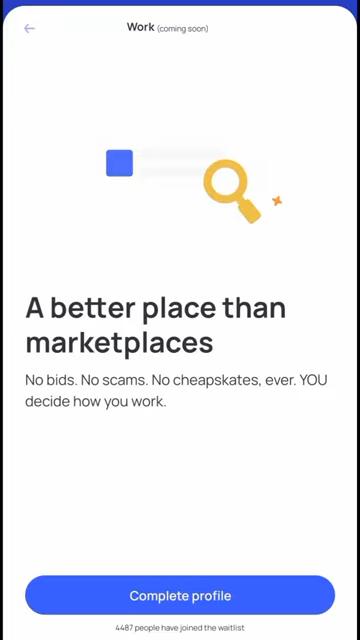 Work (coming soon)
A better place than
marketplaces
No bids. No scams. No cheapskates, ever. YOU
decide how you work.
Complete profile
4487 people have joined the waitlist